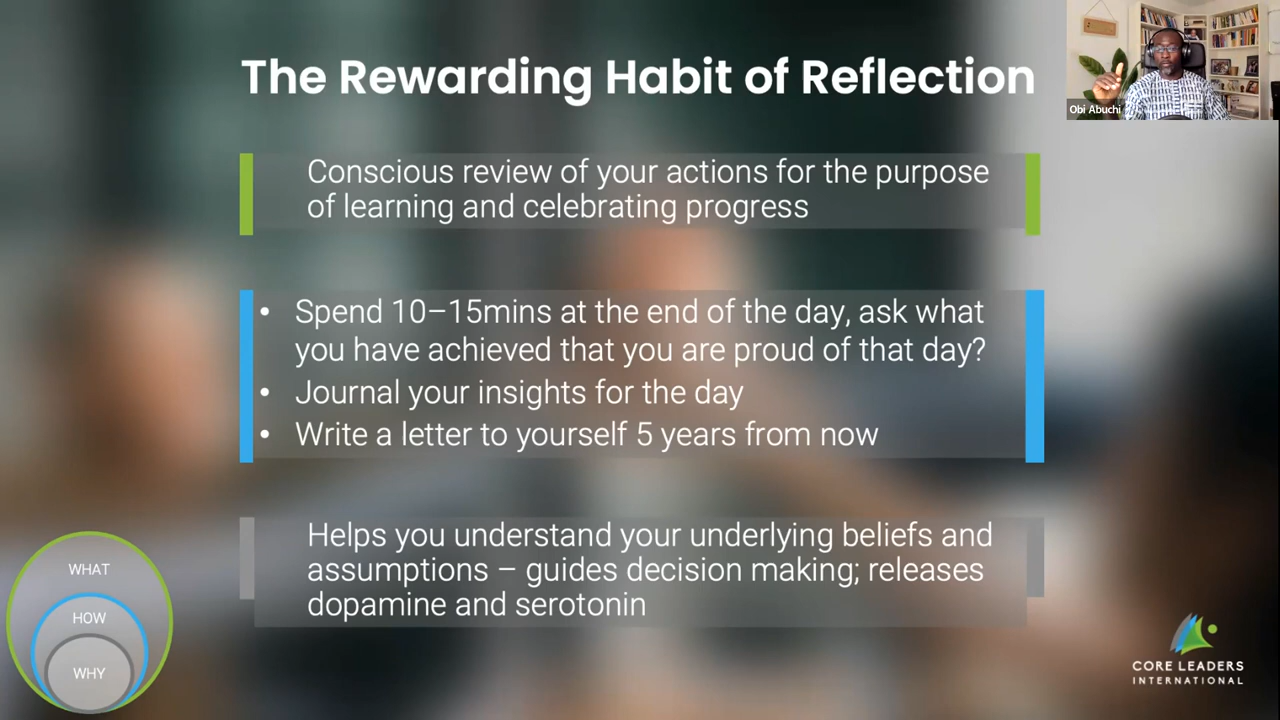 The Rewarding Habit of Reflection
Obi Abuchi
Conscious review of your actions for the purpose
of learning and celebrating progress
• Spend 10–15mins at the end of the day, ask what
you have achieved that you are proud of that day?
• Journal your insights for the day
• Write a letter to yourself 5 years from now
Helps you understand your underlying beliefs and
assumptions – guides decision making; releases
dopamine and serotonin
WHAT
HOW
WHY
CORE LEADERS
INTERNATIONAL